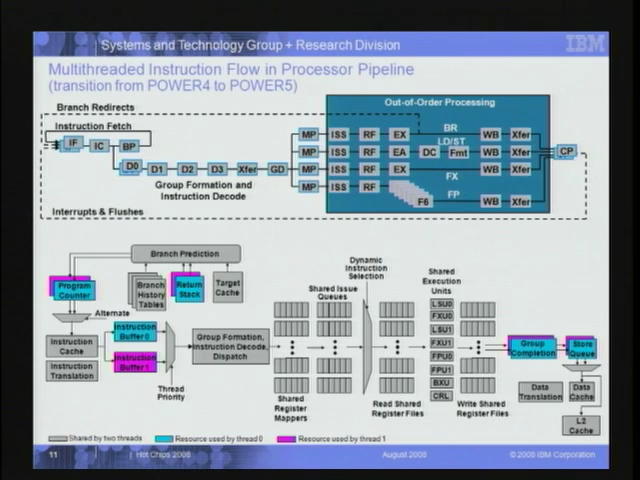 Systems and Technology Group + Research Division
IBM
Multithreaded Instruction Flow in Processor Pipeline
(transition from POWER4 to POWER5)
Out-of-Order Processing
Branch Redirects
Instruction Fetch
IF IC BP
D0 D1 D2 D3 Xfer GD
Group Formation and
Instruction Decode
Interrupts & Flushes
BR
MP ISS RF EX WB Xfer
LD/ST
MP ISS RF EA DC Fmt WB Xfer CP
MP ISS RF EX WB Xfer
FX
FP
MP ISS RF F6 WB Xfer
Branch Prediction
Program
Counter
Branch
History
Tables
Return
Stack
Target
Cache
Alternate
Instruction
Cache
Instruction
Translation
Instruction
Buffer 0
Instruction
Buffer 1
Thread
Priority
Group Formation,
Instruction Decode,
Dispatch
Shared
Register
Mappers
Shared Issue
Queues
Dynamic
Instruction
Selection
Read Shared
Register Files
Shared
Execution
Units
LSU0
FXU0
LSU1
FXU1
FPU0
FPU1
BXU
CRL
Write Shared
Register Files
Group
Completion
Store
Queue
Data
Translation
Data
Cache
L2
Cache
Shared by two threads
Resource used by thread 0
Resource used by thread 1
11
Hot Chips 2008
August 2008
© 2008 IBM Corporation